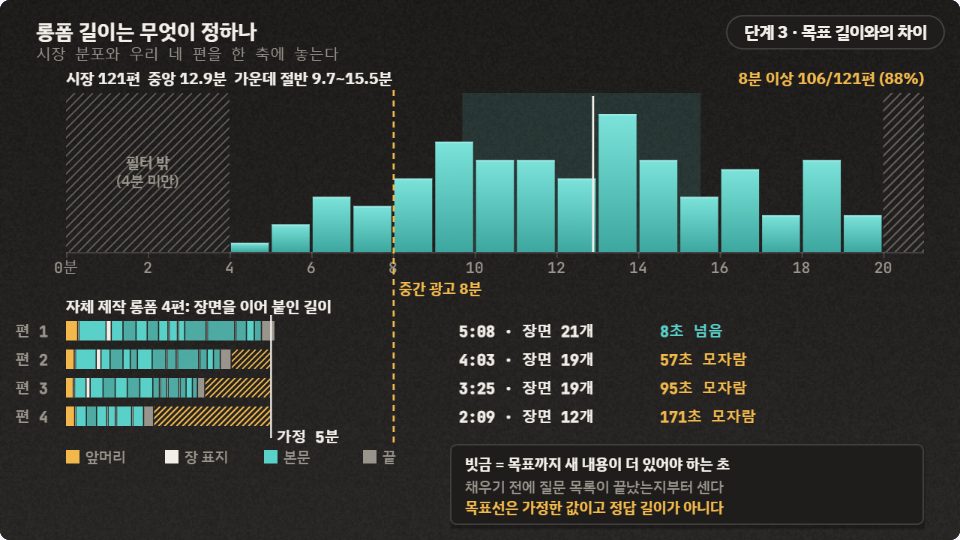 롱폼 길이는 무엇이 정하나
시장 분포와 우리 네 편을 한 축에 놓는다
단계 3 · 목표 길이와의 차이
시장 121편 중앙 12.9분 가운데 절반 9.7~15.5분
8분 이상 106/121편 (88%)
필터 밖
(4분 미만)
0분 2 4 6 8 10 12 14 16 18 20
중간 광고 8분
자체 제작 롱폼 4편: 장면을 이어 붙인 길이
편 1 5:08 · 장면 21개 8초 넘음
편 2 4:03 · 장면 19개 57초 모자람
편 3 3:25 · 장면 19개 95초 모자람
편 4 2:09 · 장면 12개 171초 모자람
가정 5분
앞머리 장 표지 본문 끝
빗금 = 목표까지 새 내용이 더 있어야 하는 초
채우기 전에 질문 목록이 끝났는지부터 센다
목표선은 가정한 값이고 정답 길이가 아니다